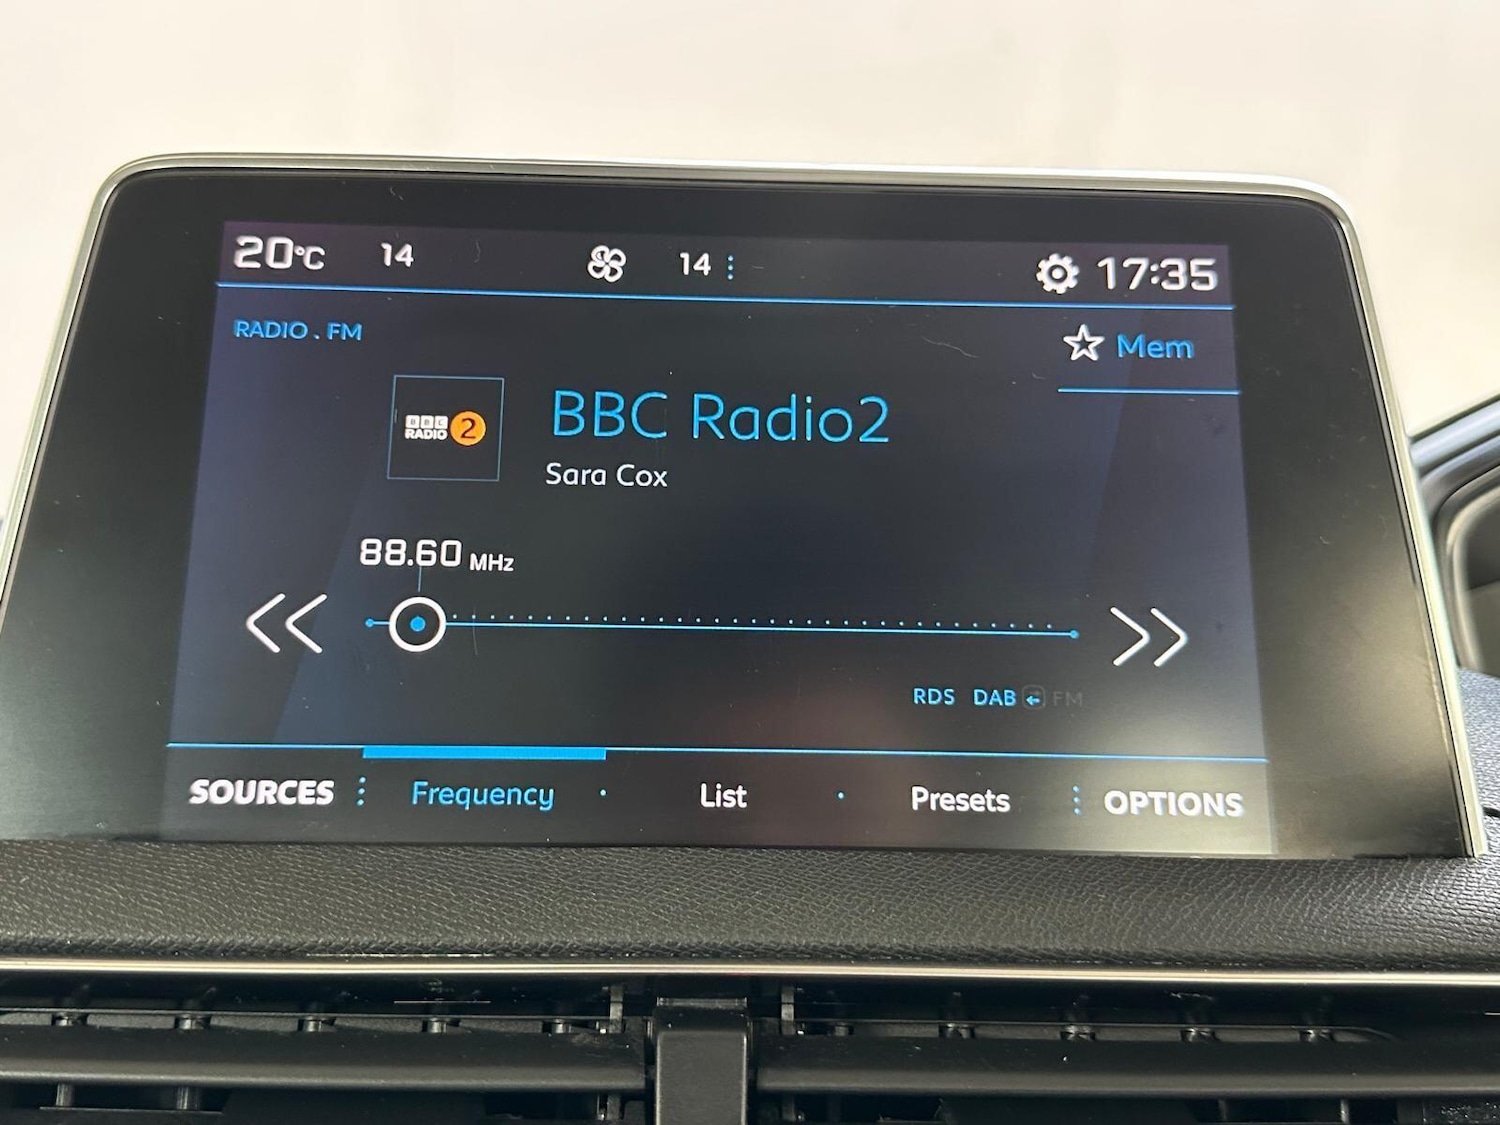 20°C 14 14 17:35
RADIO . FM
Mem
BBC RADIO 2
BBC Radio2
Sara Cox
88.60 MHz
RDS DAB FM
SOURCES Frequency List Presets OPTIONS